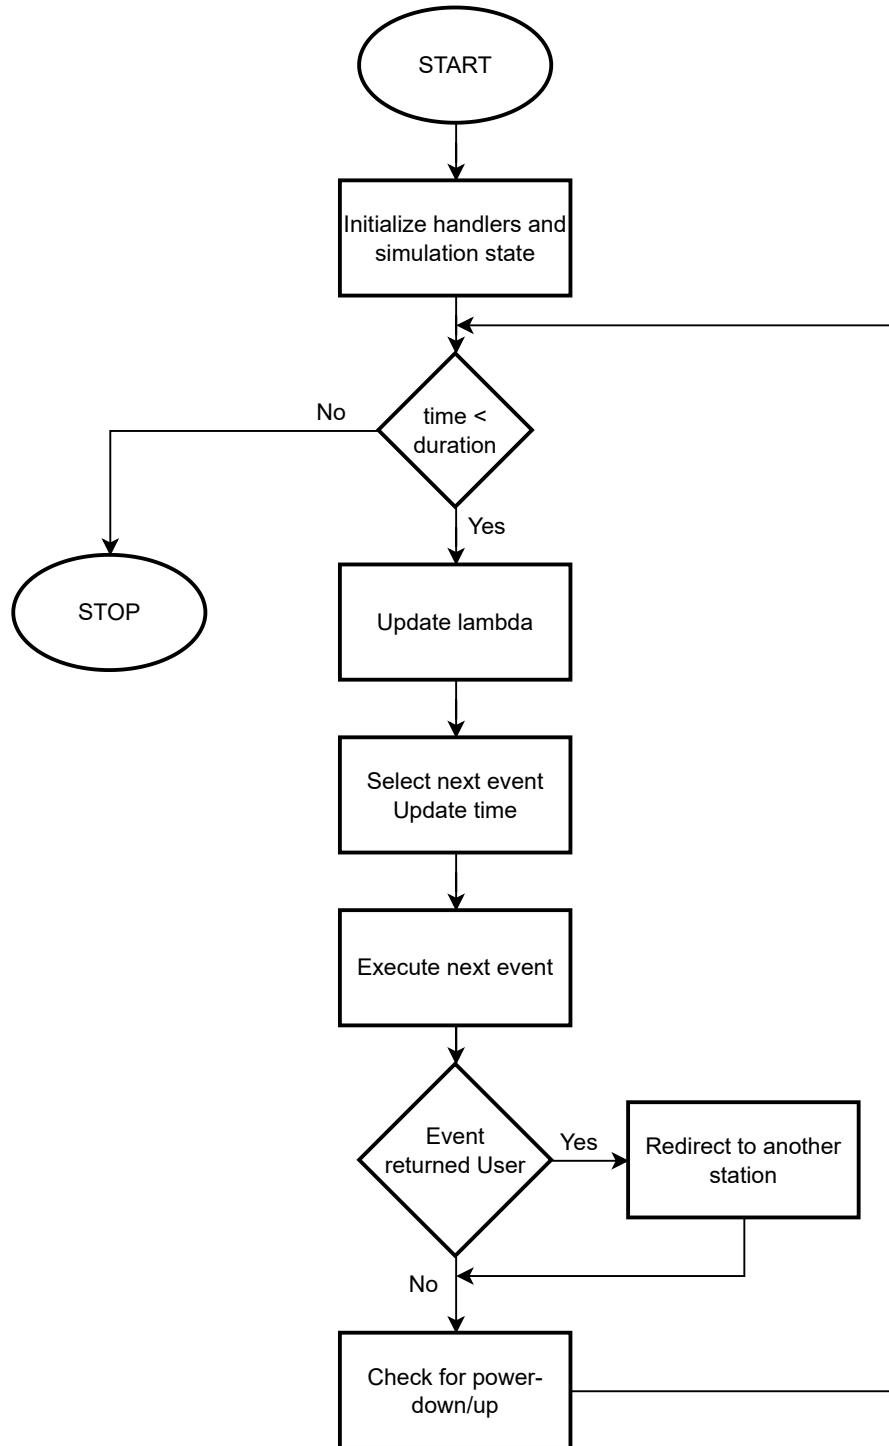 START
Initialize handlers and
simulation state
time <
duration
No
Yes
STOP
Update lambda
Select next event
Update time
Execute next event
Event
returned User
Yes
Redirect to another
station
No
Check for power-
down/up